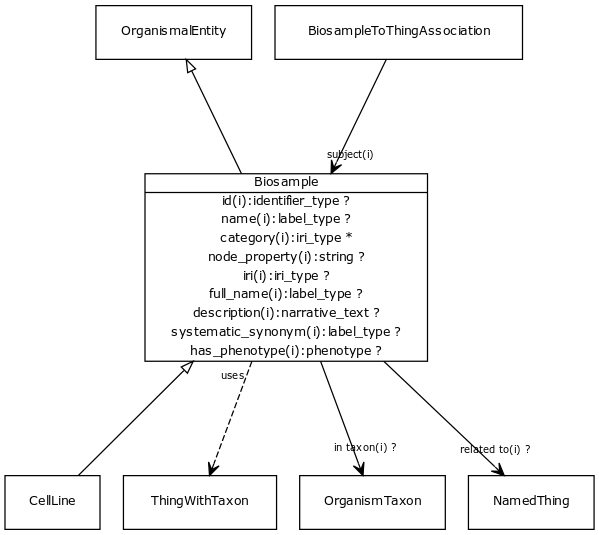 OrganismalEntity
BiosampleToThingAssociation
subject(i)
Biosample
id(i):identifier_type ?
name(i):label_type ?
category(i):iri_type *
node_property(i):string ?
iri(i):iri_type ?
full_name(i):label_type ?
description(i):narrative_text ?
systematic_synonym(i):label_type ?
has_phenotype(i):phenotype ?
uses
in taxon(i) ?
related to(i) ?
CellLine
ThingWithTaxon
OrganismTaxon
NamedThing